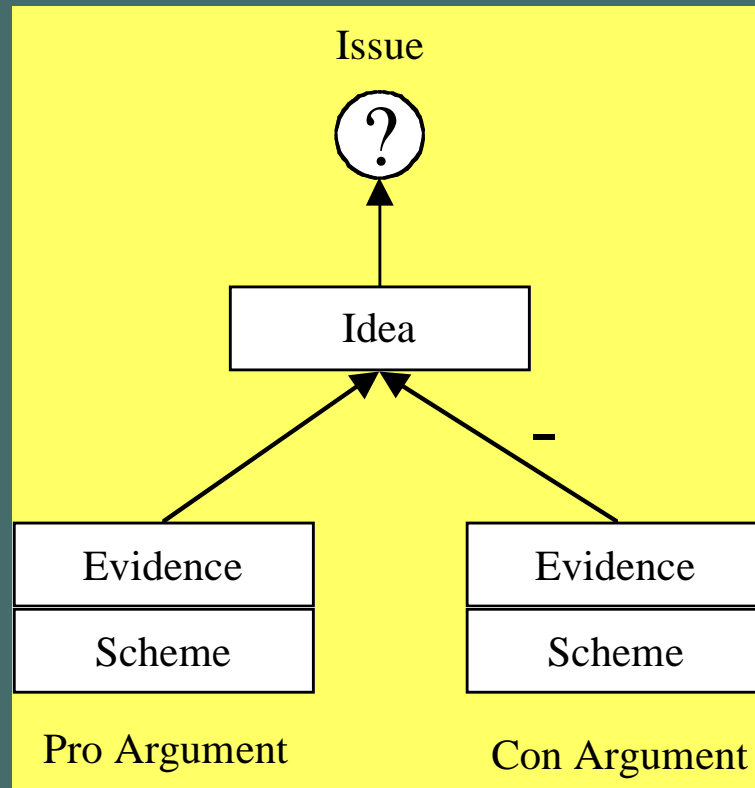 Issue
?
Idea
-
Evidence
Evidence
Scheme
Scheme
Pro Argument
Con Argument